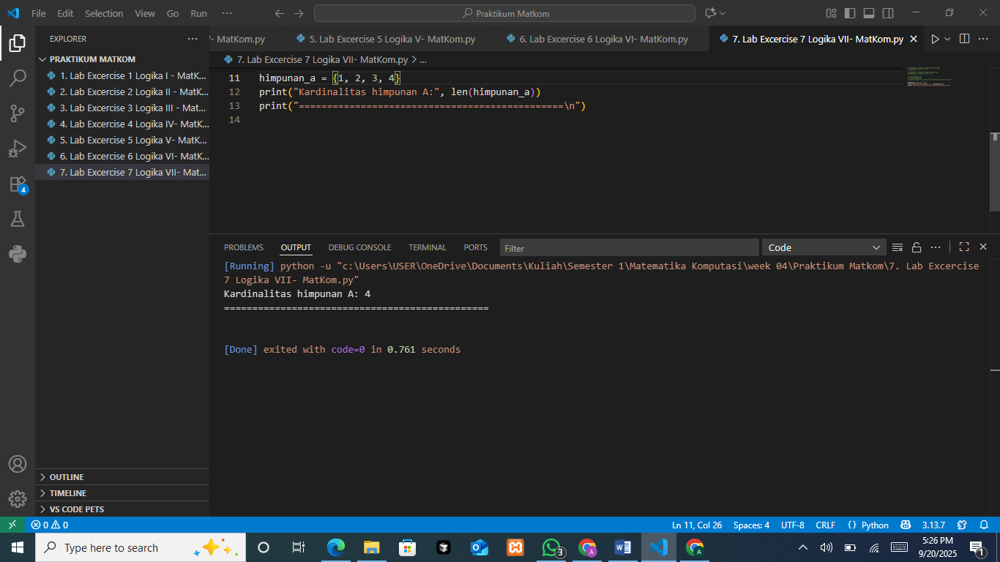 File Edit Selection View Go Run ··· Praktikum Matkom
EXPLORER ···
PRAKTIKUM MATKOM
1. Lab Excercise 1 Logika I - MatK...
2. Lab Excercise 2 Logika II - MatK...
3. Lab Excercise 3 Logika III - Mat...
4. Lab Excercise 4 Logika IV- MatK...
5. Lab Excercise 5 Logika V- MatK...
6. Lab Excercise 6 Logika VI- MatK...
7. Lab Excercise 7 Logika VII- Mat...
4
OUTLINE
TIMELINE
VS CODE PETS
MatKom.py 5. Lab Excercise 5 Logika V- MatKom.py 6. Lab Excercise 6 Logika VI- MatKom.py 7. Lab Excercise 7 Logika VII- MatKom.py
7. Lab Excercise 7 Logika VII- MatKom.py > ...
11 himpunan_a = {1, 2, 3, 4}
12 print("Kardinalitas himpunan A:", len(himpunan_a))
13 print("===============================================\n")
14
PROBLEMS OUTPUT DEBUG CONSOLE TERMINAL PORTS Filter Code
[Running] python -u "c:\Users\USER\OneDrive\Documents\Kuliah\Semester 1\Matematika Komputasi\week 04\Praktikum Matkom\7. Lab Excercise
7 Logika VII- MatKom.py"
Kardinalitas himpunan A: 4
===============================================
[Done] exited with code=0 in 0.761 seconds
0 0 Ln 11, Col 26 Spaces: 4 UTF-8 CRLF {} Python 3.13.7
Type here to search 3 A A 5:26 PM 1
9/20/2025